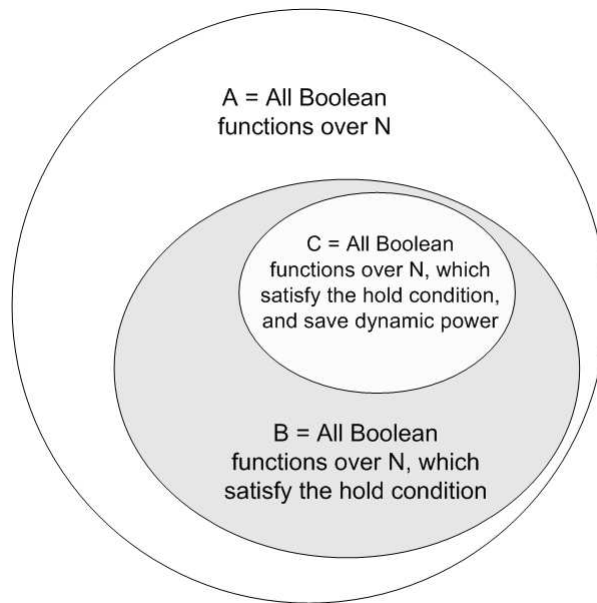 A = All Boolean
functions over N
C = All Boolean
functions over N, which
satisfy the hold condition,
and save dynamic power
B = All Boolean
functions over N, which
satisfy the hold condition